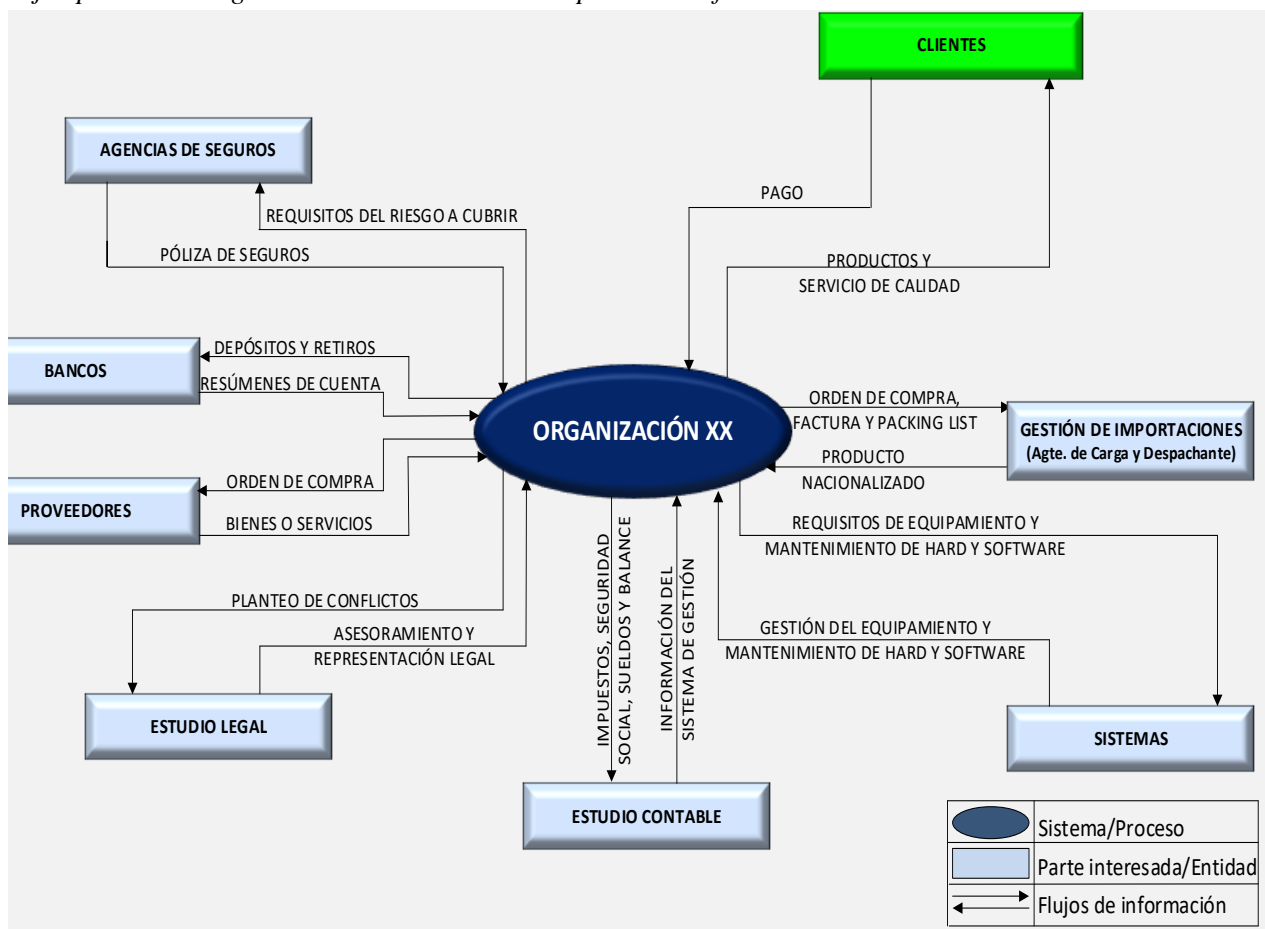 CLIENTES
AGENCIAS DE SEGUROS
PAGO
REQUISITOS DEL RIESGO A CUBRIR
PÓLIZA DE SEGUROS
PRODUCTOS Y
SERVICIO DE CALIDAD
DEPÓSITOS Y RETIROS
BANCOS
RESÚMENES DE CUENTA
ORGANIZACIÓN XX
ORDEN DE COMPRA,
FACTURA Y PACKING LIST
GESTIÓN DE IMPORTACIONES
(Agte. de Carga y Despachante)
PRODUCTO
NACIONALIZADO
ORDEN DE COMPRA
PROVEEDORES
BIENES O SERVICIOS
REQUISITOS DE EQUIPAMIENTO Y
MANTENIMIENTO DE HARD Y SOFTWARE
PLANTEO DE CONFLICTOS
ASESORAMIENTO Y
REPRESENTACIÓN LEGAL
IMPUESTOS, SEGURIDAD
SOCIAL, SUELDOS Y BALANCE
INFORMACIÓN DEL
SISTEMA DE GESTIÓN
GESTIÓN DEL EQUIPAMIENTO Y
MANTENIMIENTO DE HARD Y SOFTWARE
ESTUDIO LEGAL
SISTEMAS
ESTUDIO CONTABLE
Sistema/Proceso
Parte interesada/Entidad
Flujos de información